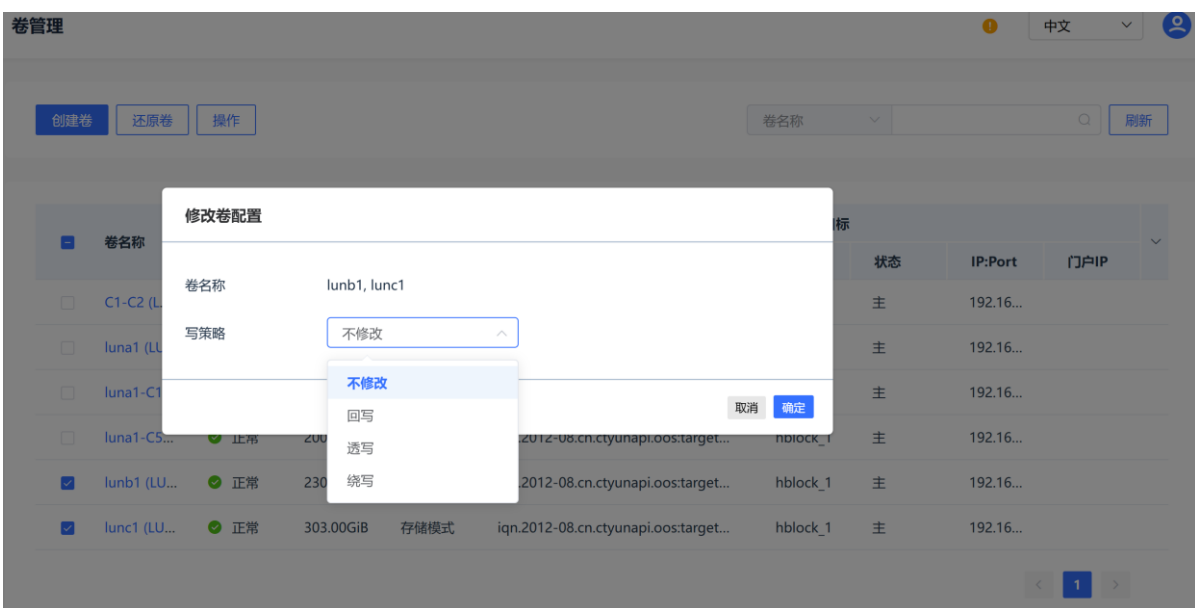 卷管理
中文
创建卷 还原卷 操作 卷名称 刷新
修改卷配置
标
卷名称
状态 IP:Port 门户IP
卷名称 lunb1, lunc1
C1-C2 (L. 主 192.16...
写策略 不修改
luna1 (LU 主 192.16...
不修改
luna1-C1 主 192.16...
取消 确定
回写
luna1-C5... 正常 200 .2012-08.cn.ctyunapi.oos:target... hblock_1 主 192.16...
透写
绕写
lunb1 (LU... 正常 230 .2012-08.cn.ctyunapi.oos:target... hblock_1 主 192.16...
lunc1 (LU... 正常 303.00GiB 存储模式 iqn.2012-08.cn.ctyunapi.oos:target... hblock_1 主 192.16...
< 1 >